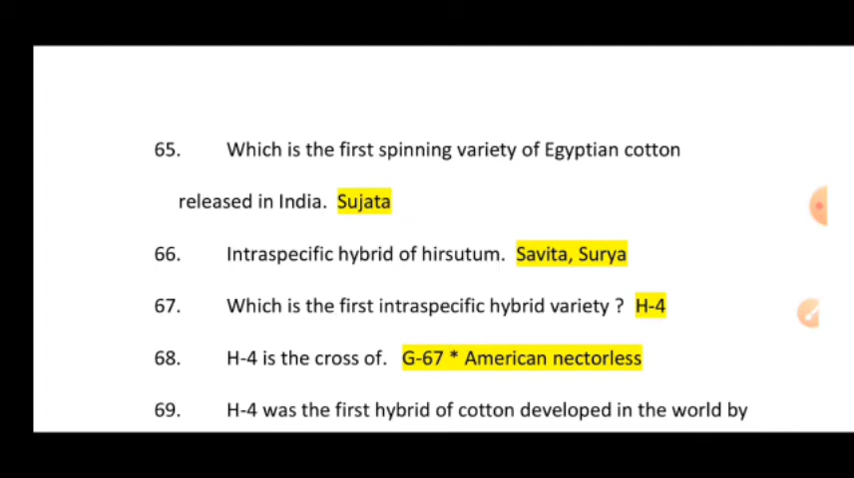 65. Which is the first spinning variety of Egyptian cotton
released in India. Sujata
66. Intraspecific hybrid of hirsutum. Savita, Surya
67. Which is the first intraspecific hybrid variety ? H-4
68. H-4 is the cross of. G-67 * American nectorless
69. H-4 was the first hybrid of cotton developed in the world by